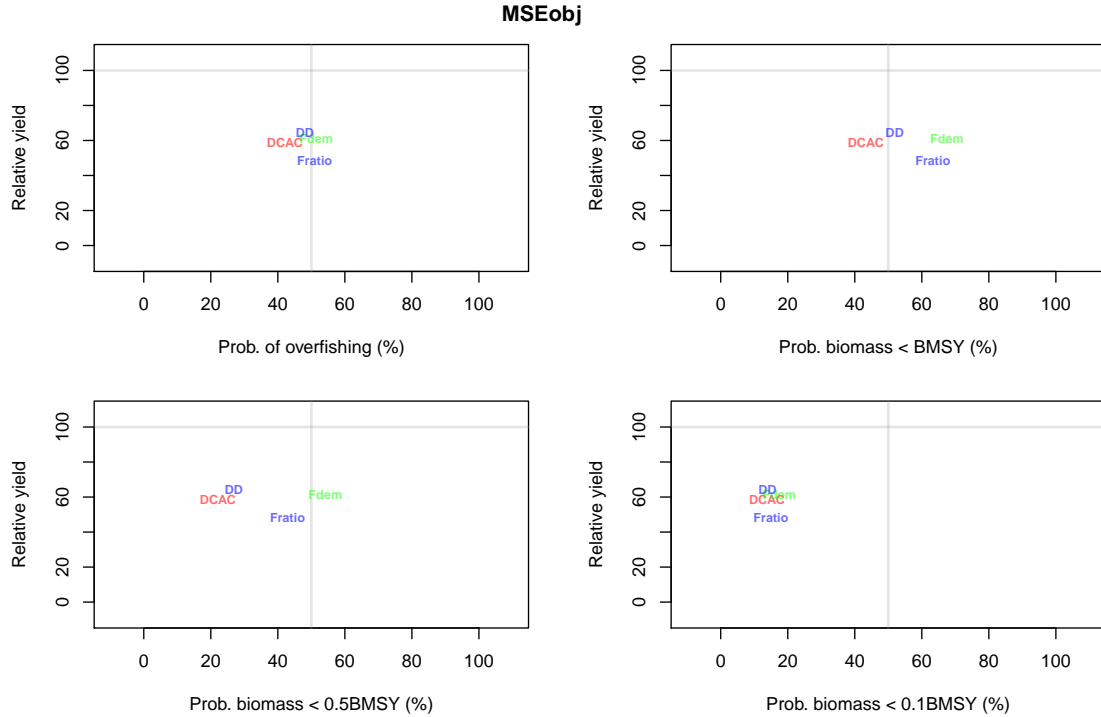 MSEobj
Relative yield
0 20 60 100
DD
Fdem
DCAC
Fratio
0 20 40 60 80 100
Prob. of overfishing (%)
Relative yield
0 20 60 100
DD
Fdem
DCAC
Fratio
0 20 40 60 80 100
Prob. biomass < BMSY (%)
Relative yield
0 20 60 100
DD
Fdem
DCAC
Fratio
0 20 40 60 80 100
Prob. biomass < 0.5BMSY (%)
Relative yield
0 20 60 100
DD
Fdem
DCAC
Fratio
0 20 40 60 80 100
Prob. biomass < 0.1BMSY (%)